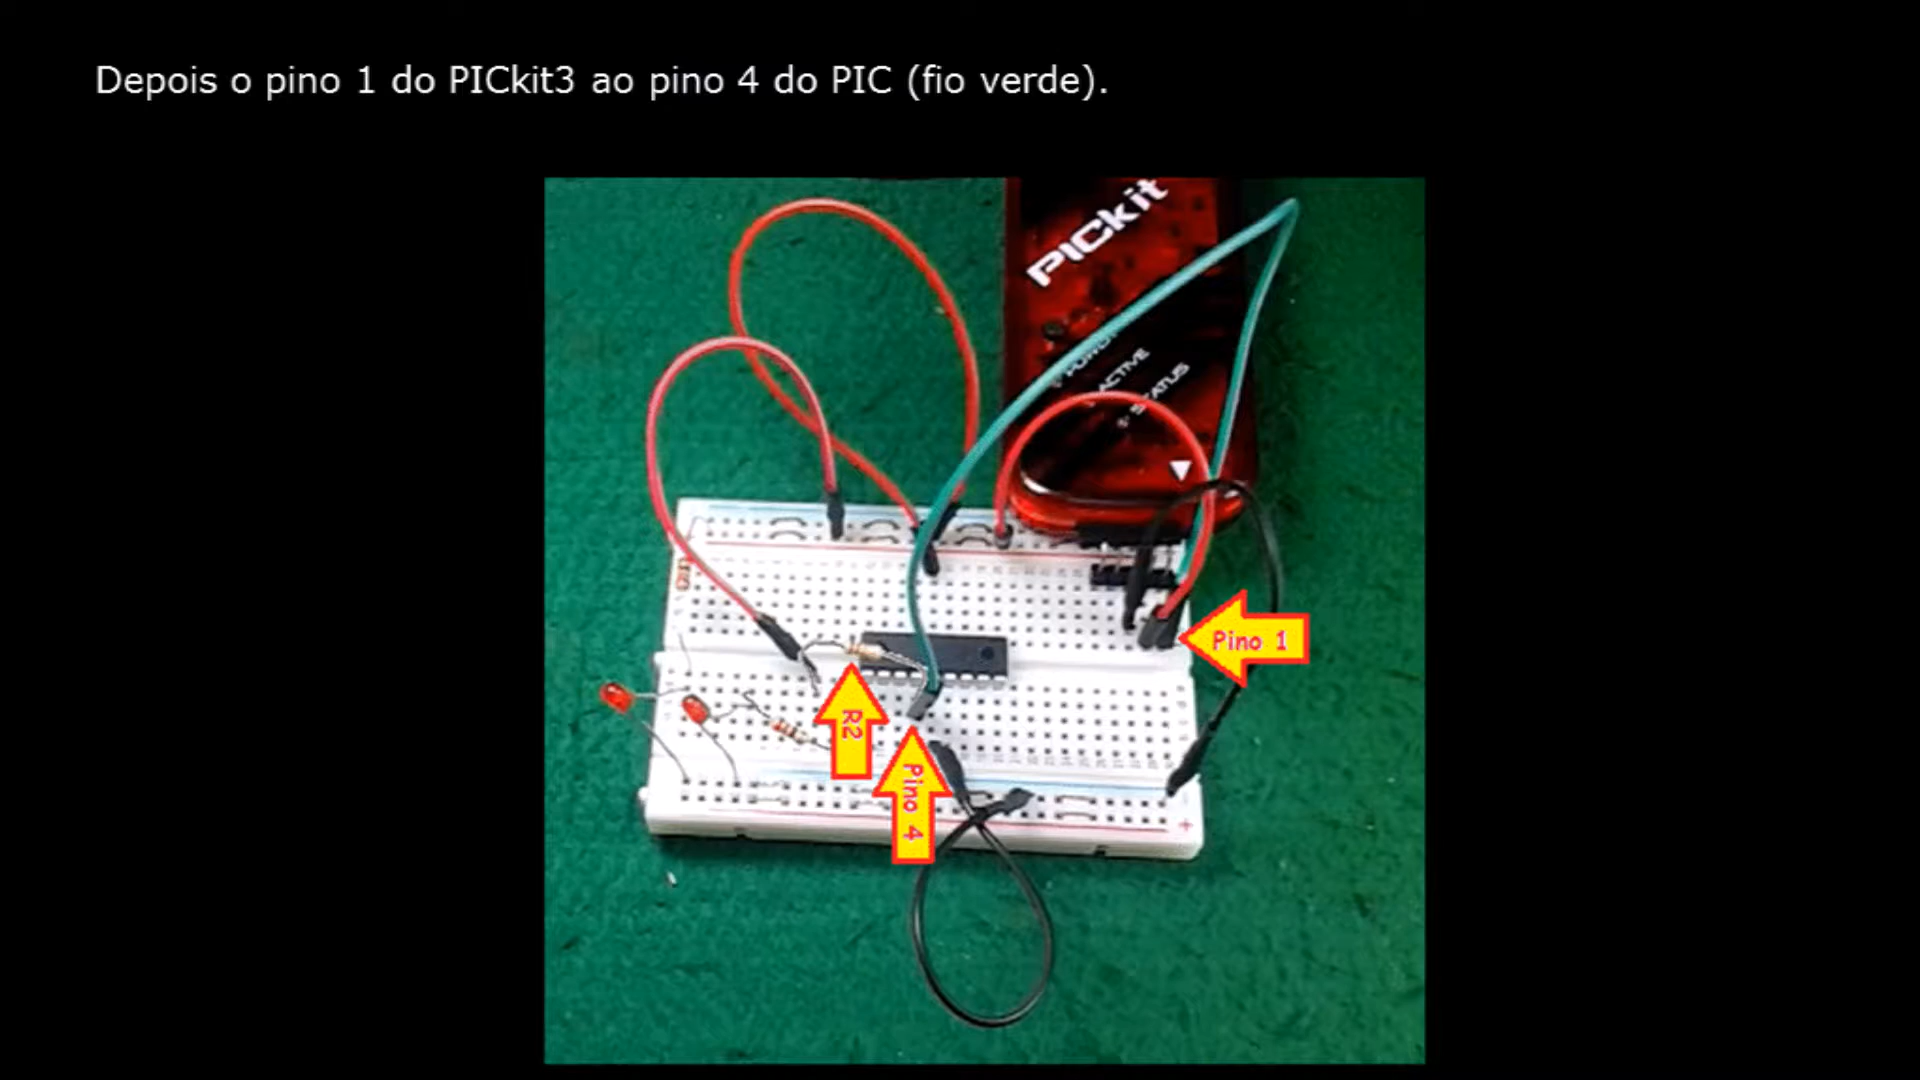 Depois o pino 1 do PICkit3 ao pino 4 do PIC (fio verde).
PICkit
ACTIVE
STATUS
Pino 1
R2
Pino 4
+